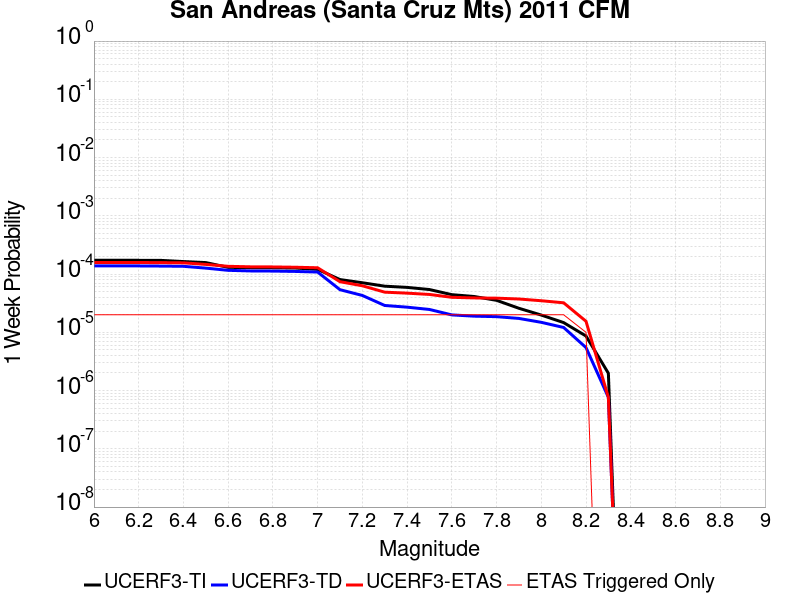 San Andreas (Santa Cruz Mts) 2011 CFM
10 0
10 -1
10 -2
10 -3
10 -4
10 -5
10 -6
10 -7
10 -8
1 Week Probability
6 6.2 6.4 6.6 6.8 7 7.2 7.4 7.6 7.8 8 8.2 8.4 8.6 8.8 9
Magnitude
UCERF3-TI UCERF3-TD UCERF3-ETAS ETAS Triggered Only